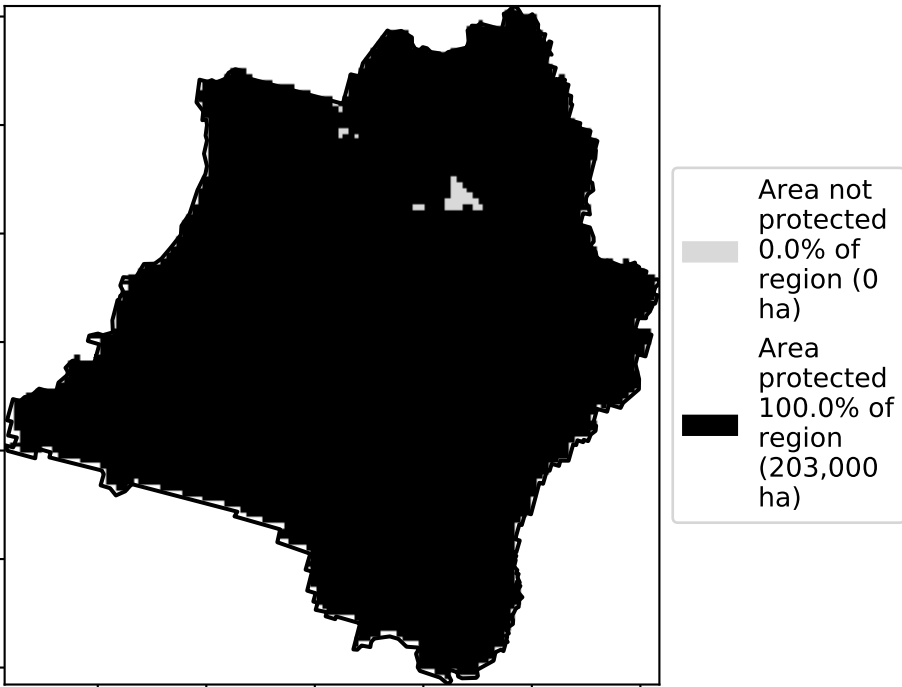 Area not
protected
0.0% of
region (0
ha)
Area
protected
100.0% of
region
(203,000
ha)